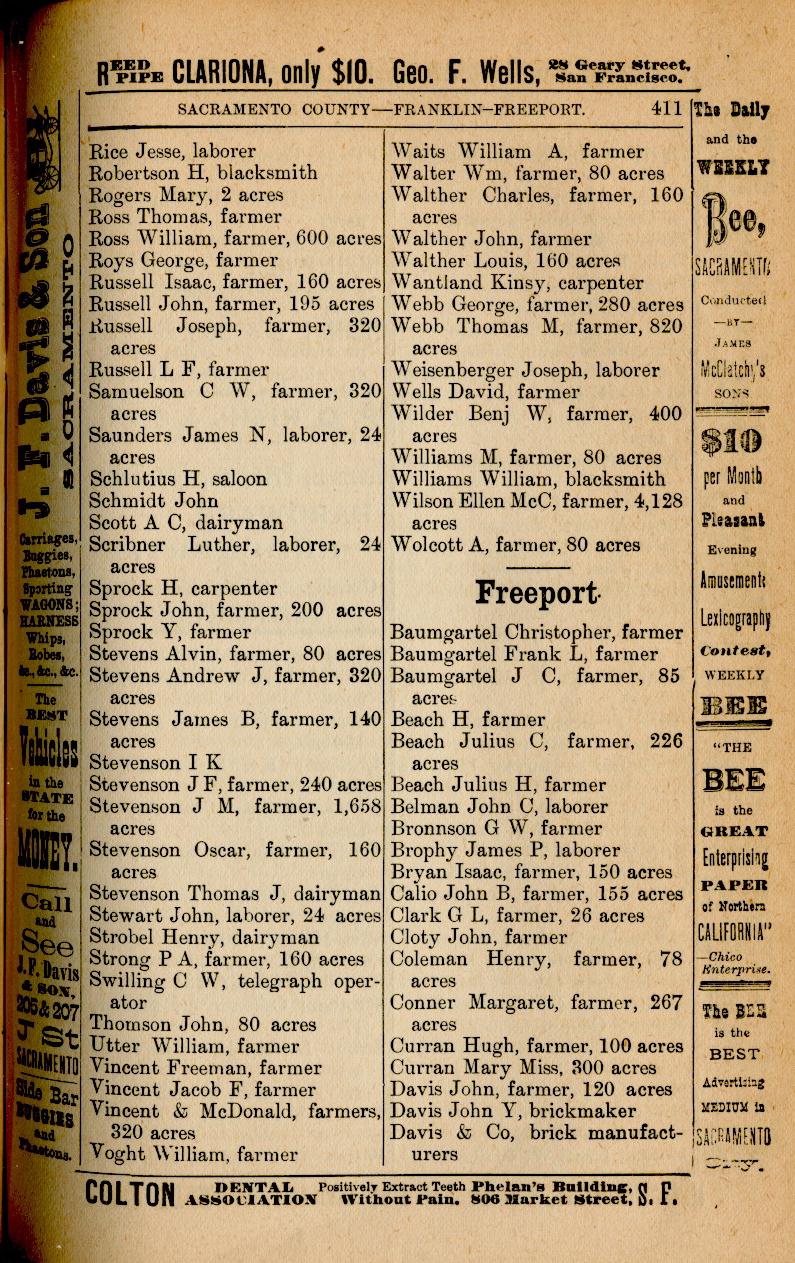 REED PIPE CLARIONA, only $10. Geo. F. Wells, 28 Geary Street, San Francisco.
SACRAMENTO COUNTY—FRANKLIN—FREEPORT. 411
J. F. Davis & Son
SACRAMENTO
Carriages,
Buggies,
Phaetons,
Sporting
WAGONS;
HARNESS
Whips,
Robes,
&c., &c., &c.
The
BEST
Vehicles
in the
STATE
for the
MONEY.
Call
and
See
J.F. Davis
& SON,
205 & 207
J St
SACRAMENTO
Side Bar
BUGGIES
and
Phaetons.
Rice Jesse, laborer
Robertson H, blacksmith
Rogers Mary, 2 acres
Ross Thomas, farmer
Ross William, farmer, 600 acres
Roys George, farmer
Russell Isaac, farmer, 160 acres
Russell John, farmer, 195 acres
Russell Joseph, farmer, 320
acres
Russell L F, farmer
Samuelson C W, farmer, 320
acres
Saunders James N, laborer, 24
acres
Schlutius H, saloon
Schmidt John
Scott A C, dairyman
Scribner Luther, laborer, 24
acres
Sprock H, carpenter
Sprock John, farmer, 200 acres
Sprock Y, farmer
Stevens Alvin, farmer, 80 acres
Stevens Andrew J, farmer, 320
acres
Stevens James B, farmer, 140
acres
Stevenson I K
Stevenson J F, farmer, 240 acres
Stevenson J M, farmer, 1,658
acres
Stevenson Oscar, farmer, 160
acres
Stevenson Thomas J, dairyman
Stewart John, laborer, 24 acres
Strobel Henry, dairyman
Strong P A, farmer, 160 acres
Swilling C W, telegraph oper-
ator
Thomson John, 80 acres
Utter William, farmer
Vincent Freeman, farmer
Vincent Jacob F, farmer
Vincent & McDonald, farmers,
320 acres
Voght William, farmer
Waits William A, farmer
Walter Wm, farmer, 80 acres
Walther Charles, farmer, 160
acres
Walther John, farmer
Walther Louis, 160 acres
Wantland Kinsy, carpenter
Webb George, farmer, 280 acres
Webb Thomas M, farmer, 820
acres
Weisenberger Joseph, laborer
Wells David, farmer
Wilder Benj W, farmer, 400
acres
Williams M, farmer, 80 acres
Williams William, blacksmith
Wilson Ellen McC, farmer, 4,128
acres
Wolcott A, farmer, 80 acres
Freeport.
Baumgartel Christopher, farmer
Baumgartel Frank L, farmer
Baumgartel J C, farmer, 85
acres
Beach H, farmer
Beach Julius C, farmer, 226
acres
Beach Julius H, farmer
Belman John C, laborer
Bronnson G W, farmer
Brophy James P, laborer
Bryan Isaac, farmer, 150 acres
Calio John B, farmer, 155 acres
Clark G L, farmer, 26 acres
Cloty John, farmer
Coleman Henry, farmer, 78
acres
Conner Margaret, farmer, 267
acres
Curran Hugh, farmer, 100 acres
Curran Mary Miss, 300 acres
Davis John, farmer, 120 acres
Davis John Y, brickmaker
Davis & Co, brick manufact-
urers
The Daily
and the
WEEKLY
Bee,
SACRAMENTO
Conducted
—BY—
JAMES
McClatchy's
SONS
$10
per Month
and
Pleasant
Evening
Amusement
Lexicography
Contest,
WEEKLY
BEE
"THE
BEE
is the
GREAT
Enterprising
PAPER
of Northern
CALIFORNIA"
—Chico
Enterprise.
The BEE
is the
BEST
Advertizing
MEDIUM in
SACRAMENTO
City.
COLTON DENTAL ASSOCIATION Positively Extract Teeth Without Pain. Phelan's Building, 806 Market Street, S. F.